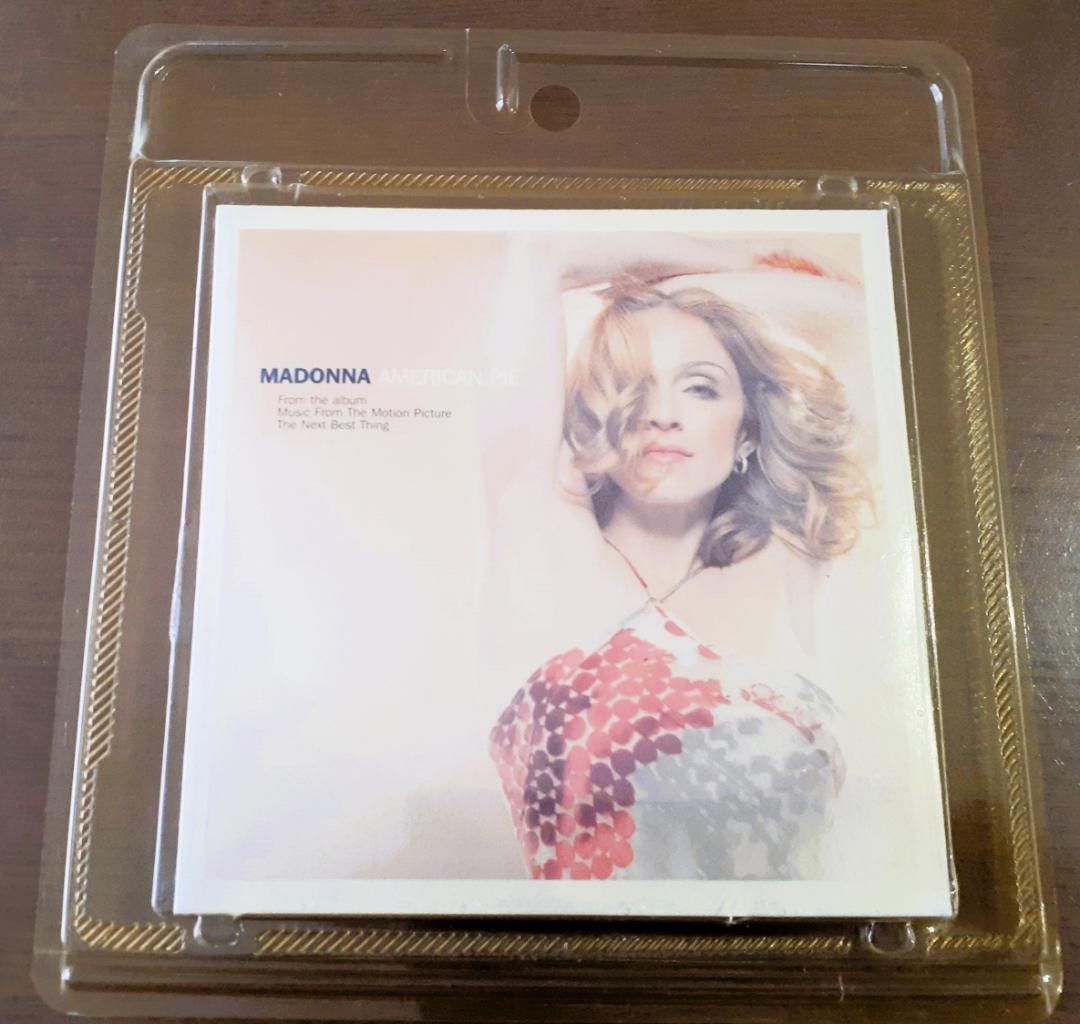 MADONNA AMERICAN PIE
From the album
Music From The Motion Picture
The Next Best Thing